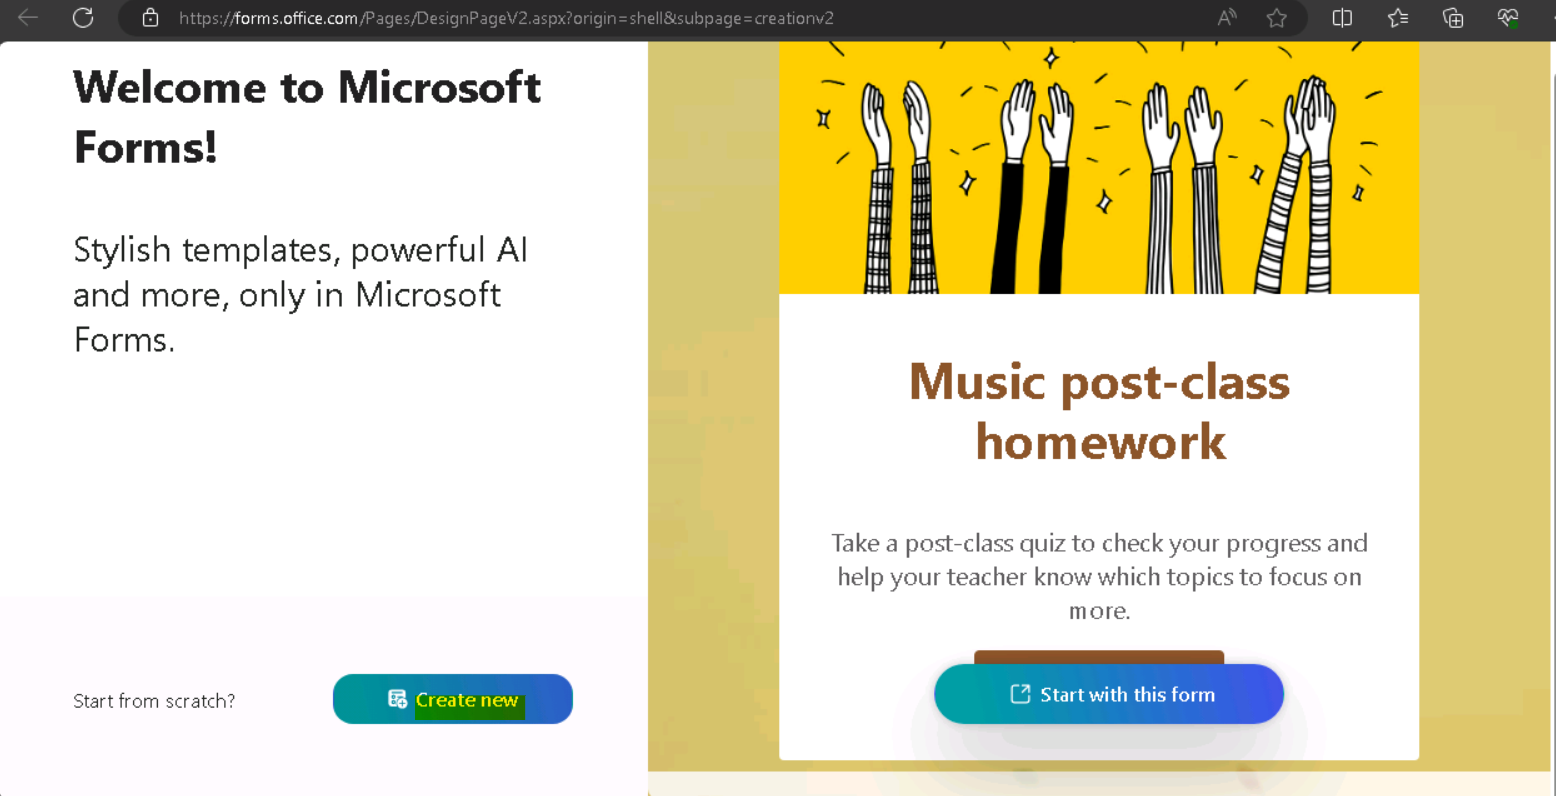 https://forms.office.com/Pages/DesignPageV2.aspx?origin=shell&subpage=creationv2
Welcome to Microsoft
Forms!
Stylish templates, powerful AI
and more, only in Microsoft
Forms.
Start from scratch?
Create new
Music post-class
homework
Take a post-class quiz to check your progress and
help your teacher know which topics to focus on
more.
Start with this form